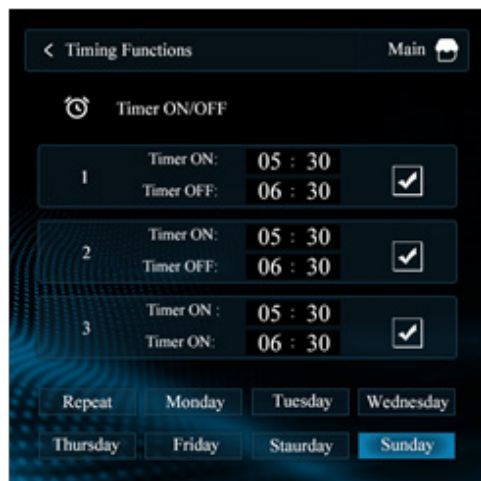 < Timing Functions Main
Timer ON/OFF
1
Timer ON: 05 : 30
Timer OFF: 06 : 30
2
Timer ON: 05 : 30
Timer OFF: 06 : 30
3
Timer ON : 05 : 30
Timer ON: 06 : 30
Repeat Monday Tuesday Wednesday
Thursday Friday Staurday Sunday